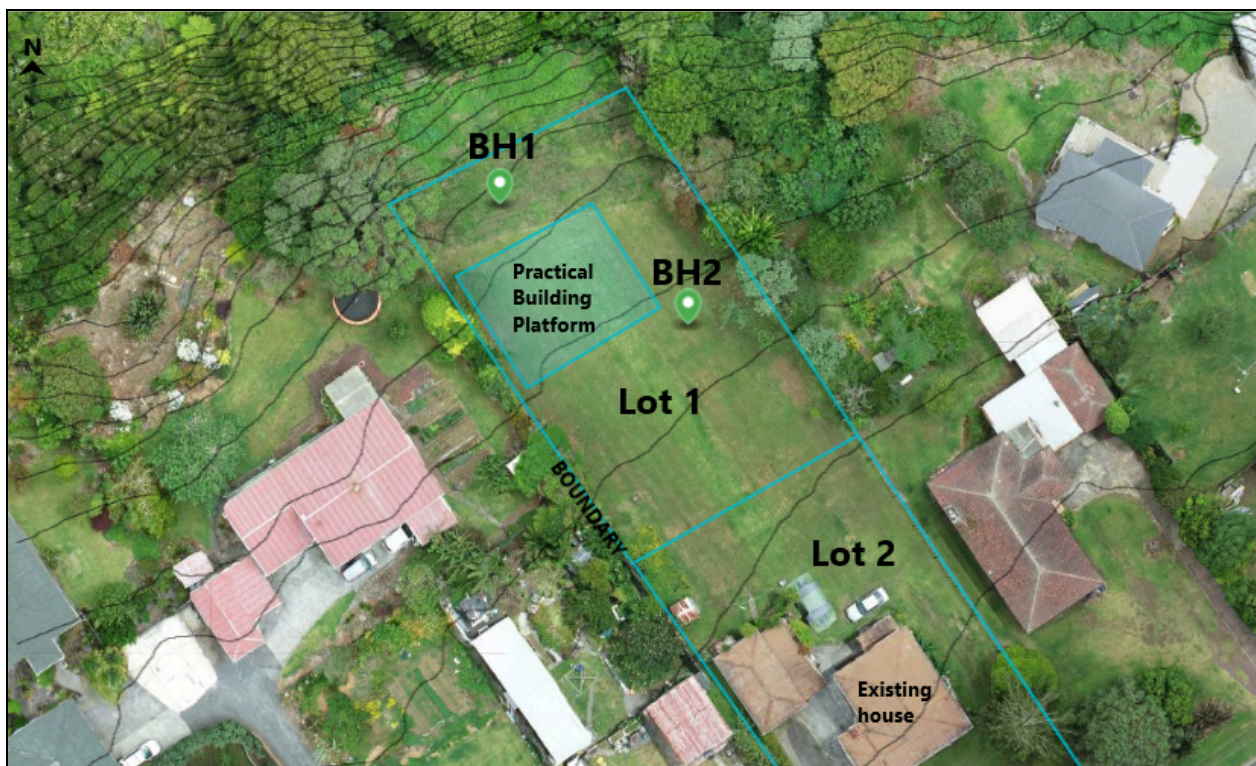 N
BH1
Practical
Building
Platform
BH2
Lot 1
BOUNDARY
Lot 2
Existing
house